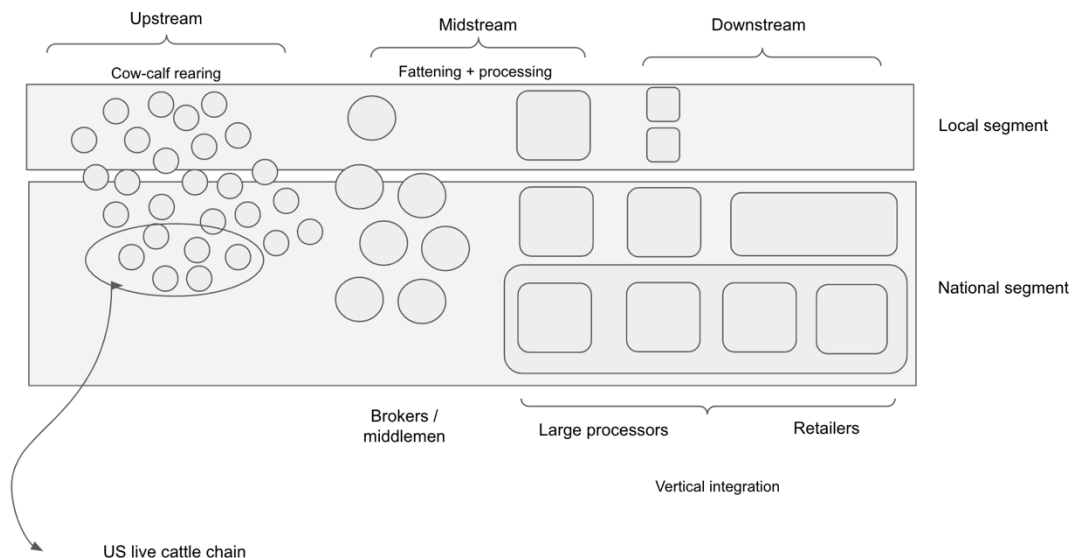 Upstream
Midstream
Downstream
Cow-calf rearing
Fattening + processing
Local segment
National segment
Brokers /
middlemen
Large processors
Retailers
Vertical integration
US live cattle chain